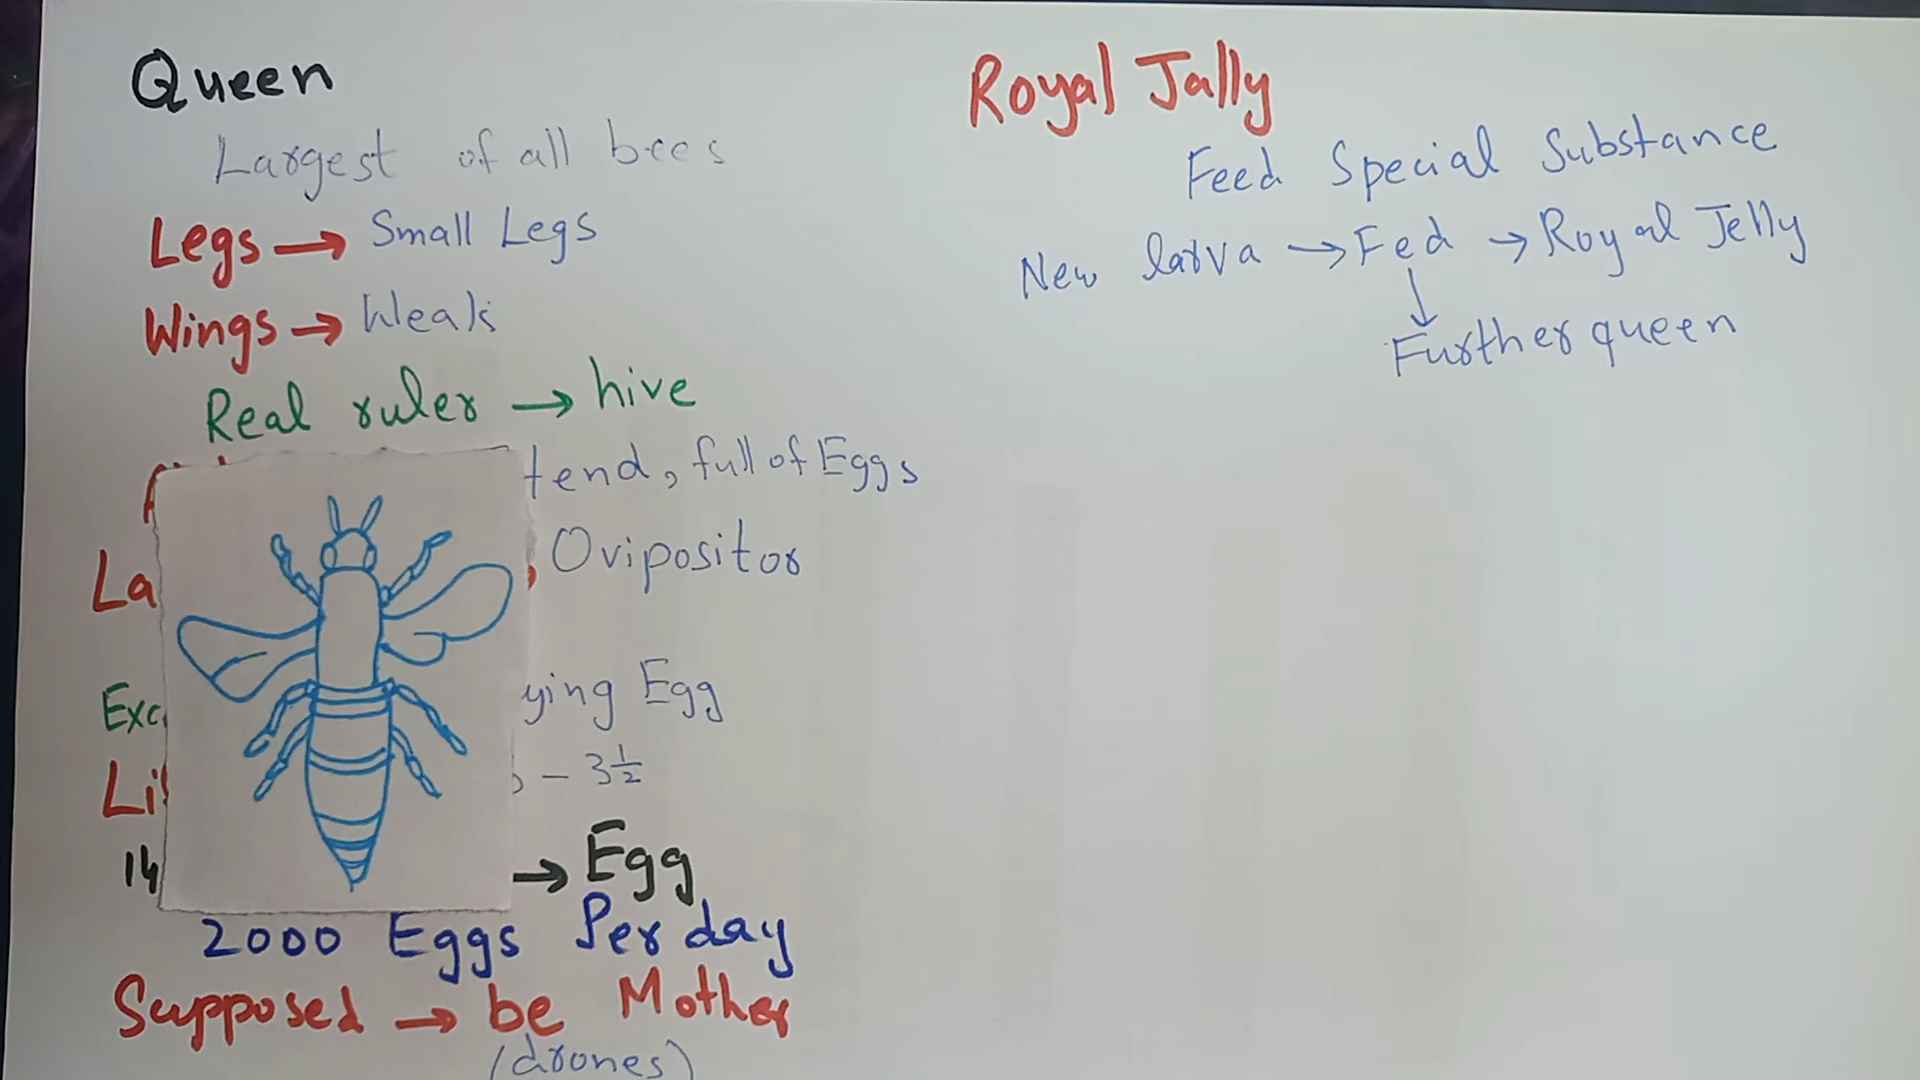 Queen
Largest of all bees
Legs → Small Legs
Wings → Weak
Real ruler → hive
tend, full of Eggs
La Ovipositor
Exc ying Egg
Li - 3 1/2
14 → Egg
2000 Eggs Per day
Supposed → be Mother
(drones)
Royal Jally
Feed Special Substance
New larva → Fed → Royal Jelly
↓
Further queen